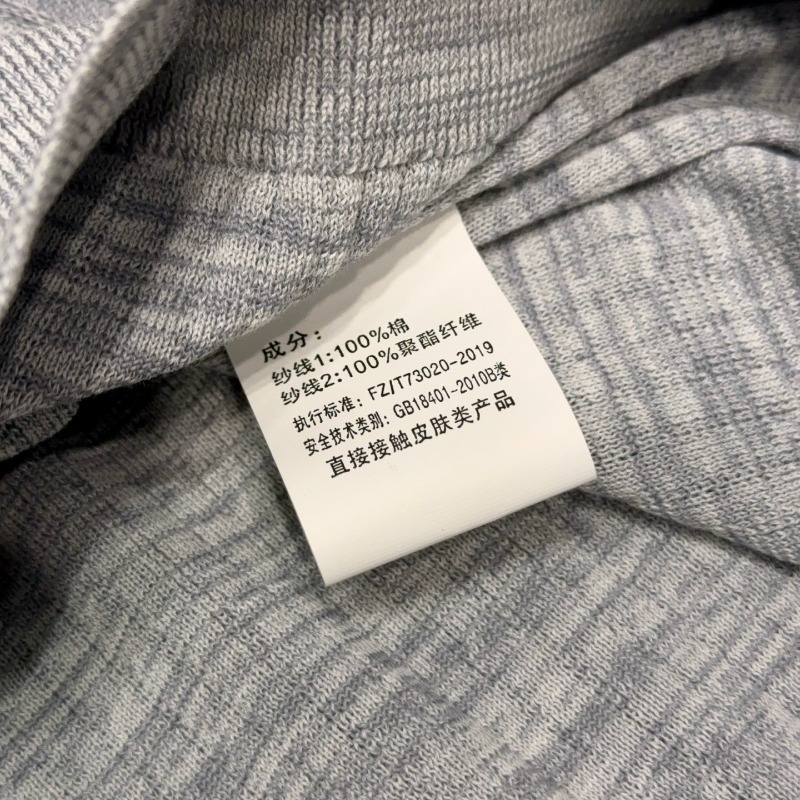 成分：
纱线1:100%棉
纱线2:100%聚酯纤维
执行标准: FZ/T73020-2019
安全技术类别: GB18401-2010B类
直接接触皮肤类产品